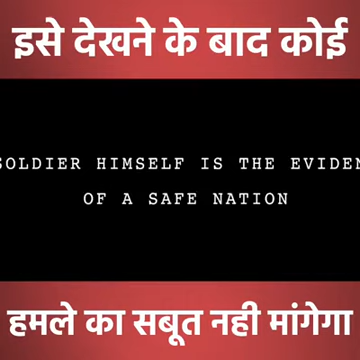 इसे देखने के बाद कोई
SOLDIER HIMSELF IS THE EVIDEN
OF A SAFE NATION
हमले का सबूत नही मांगेगा